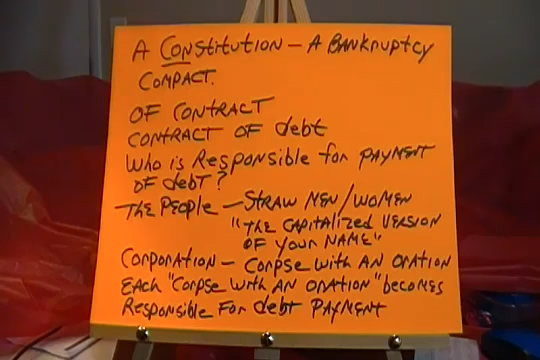 A CONSTITUTION - A BANKRUPTCY
COMPACT.
OF CONTRACT
CONTRACT OF debt
WHO is RESPONSIBLE for PAYMENT
OF debT?
THE PEOPLE - STRAW MEN/WOMEN
"THE CAPITALIZED VERSION
OF YOUR NAME"
CORPORATION - CORPSE WITH AN ORATION
EACH "CORPSE WITH AN ORATION" becomes
RESPONSIBLE FOR debt PAYMENT